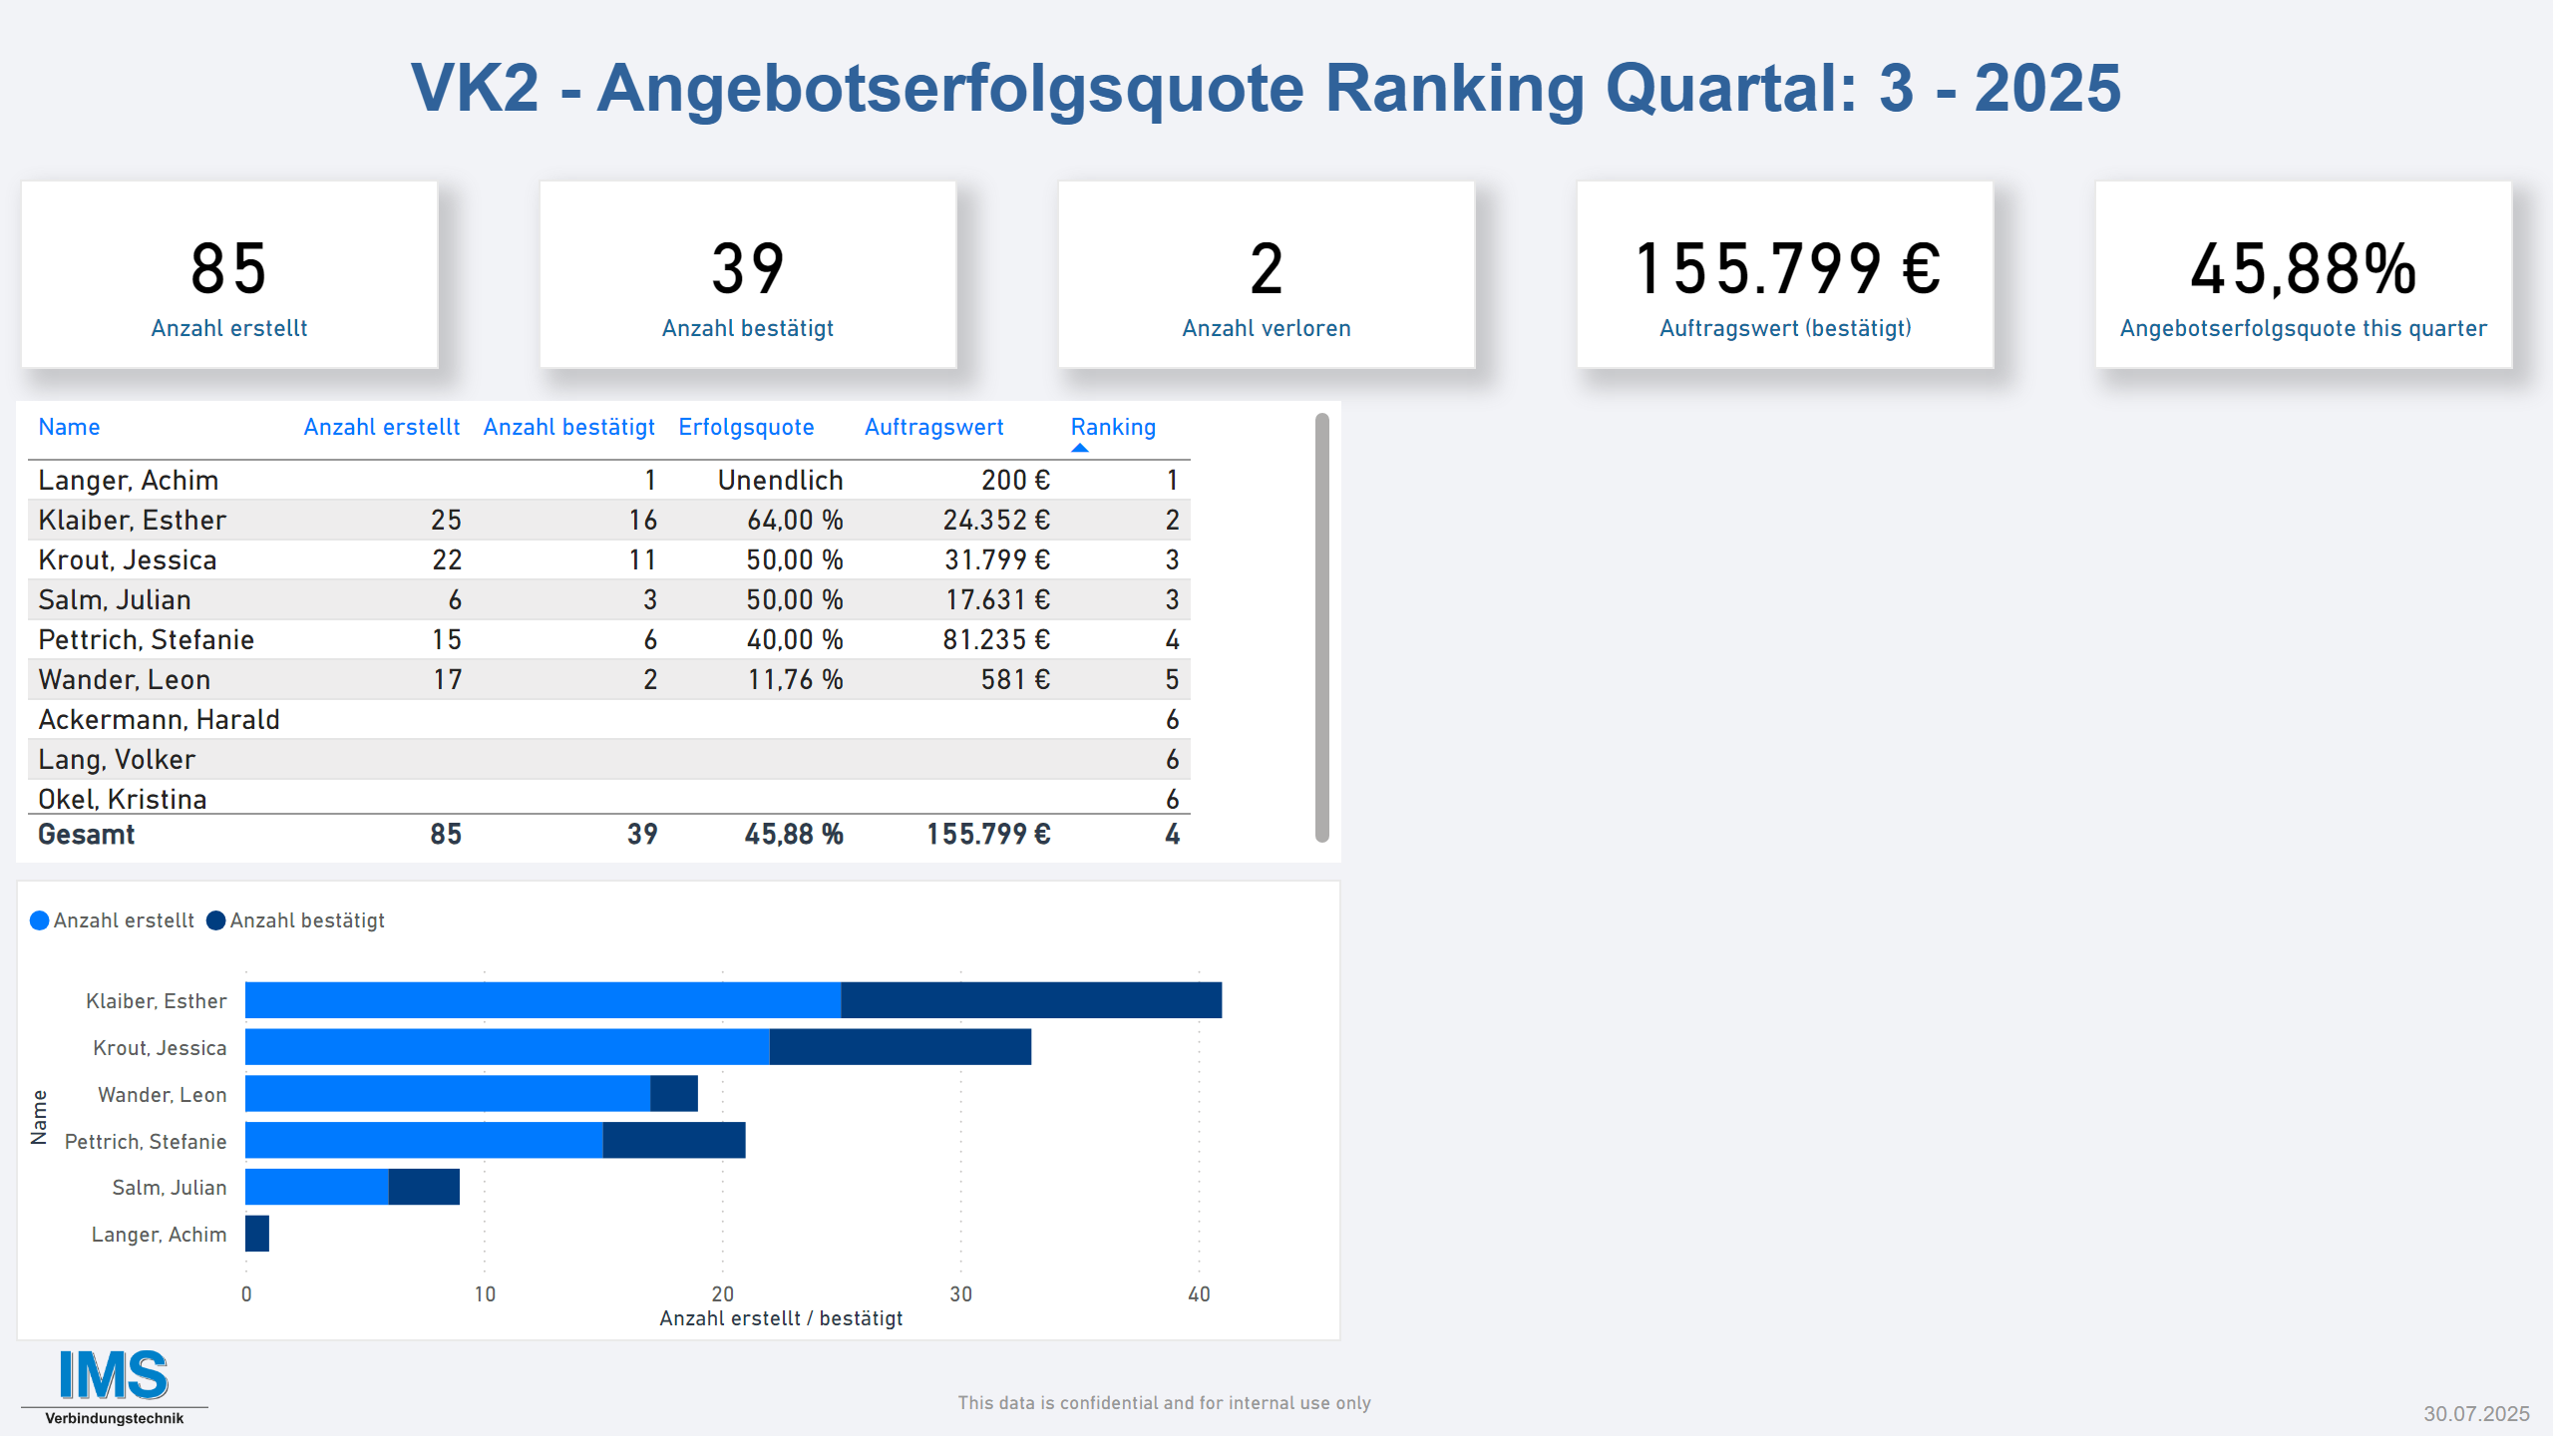 VK2 - Angebotserfolgsquote Ranking Quartal: 3 - 2025
85
Anzahl erstellt
39
Anzahl bestätigt
2
Anzahl verloren
155.799 €
Auftragswert (bestätigt)
45,88%
Angebotserfolgsquote this quarter
Name Anzahl erstellt Anzahl bestätigt Erfolgsquote Auftragswert Ranking
Langer, Achim 1 Unendlich 200 € 1
Klaiber, Esther 25 16 64,00 % 24.352 € 2
Krout, Jessica 22 11 50,00 % 31.799 € 3
Salm, Julian 6 3 50,00 % 17.631 € 3
Pettrich, Stefanie 15 6 40,00 % 81.235 € 4
Wander, Leon 17 2 11,76 % 581 € 5
Ackermann, Harald 6
Lang, Volker 6
Okel, Kristina 6
Gesamt 85 39 45,88 % 155.799 € 4
Anzahl erstellt Anzahl bestätigt
Name
Klaiber, Esther
Krout, Jessica
Wander, Leon
Pettrich, Stefanie
Salm, Julian
Langer, Achim
0 10 20 30 40
Anzahl erstellt / bestätigt
IMS
Verbindungstechnik
This data is confidential and for internal use only
30.07.2025